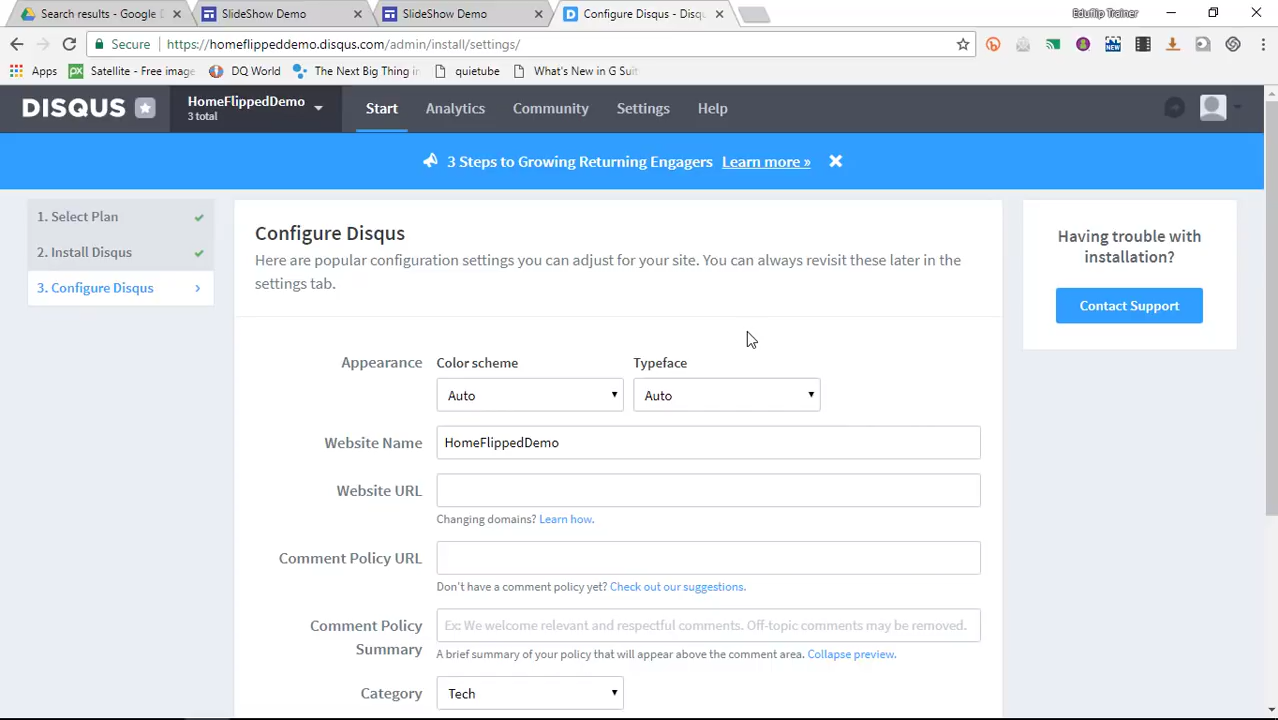 Search results - Google D
SlideShow Demo
SlideShow Demo
Configure Disqus - Disqu
Eduflip Trainer
Secure
https://homeflippeddemo.disqus.com/admin/install/settings/
Apps
Satellite - Free image
DQ World
The Next Big Thing in
quietube
What's New in G Suit
NEW
DISQUS
HomeFlippedDemo
3 total
Start
Analytics
Community
Settings
Help
3 Steps to Growing Returning Engagers Learn more »
1. Select Plan
2. Install Disqus
3. Configure Disqus
Configure Disqus
Here are popular configuration settings you can adjust for your site. You can always revisit these later in the
settings tab.
Having trouble with
installation?
Contact Support
Appearance
Color scheme
Typeface
Auto
Auto
Website Name
HomeFlippedDemo
Website URL
Changing domains? Learn how.
Comment Policy URL
Don't have a comment policy yet? Check out our suggestions.
Comment Policy
Summary
Ex: We welcome relevant and respectful comments. Off-topic comments may be removed.
A brief summary of your policy that will appear above the comment area. Collapse preview.
Category
Tech